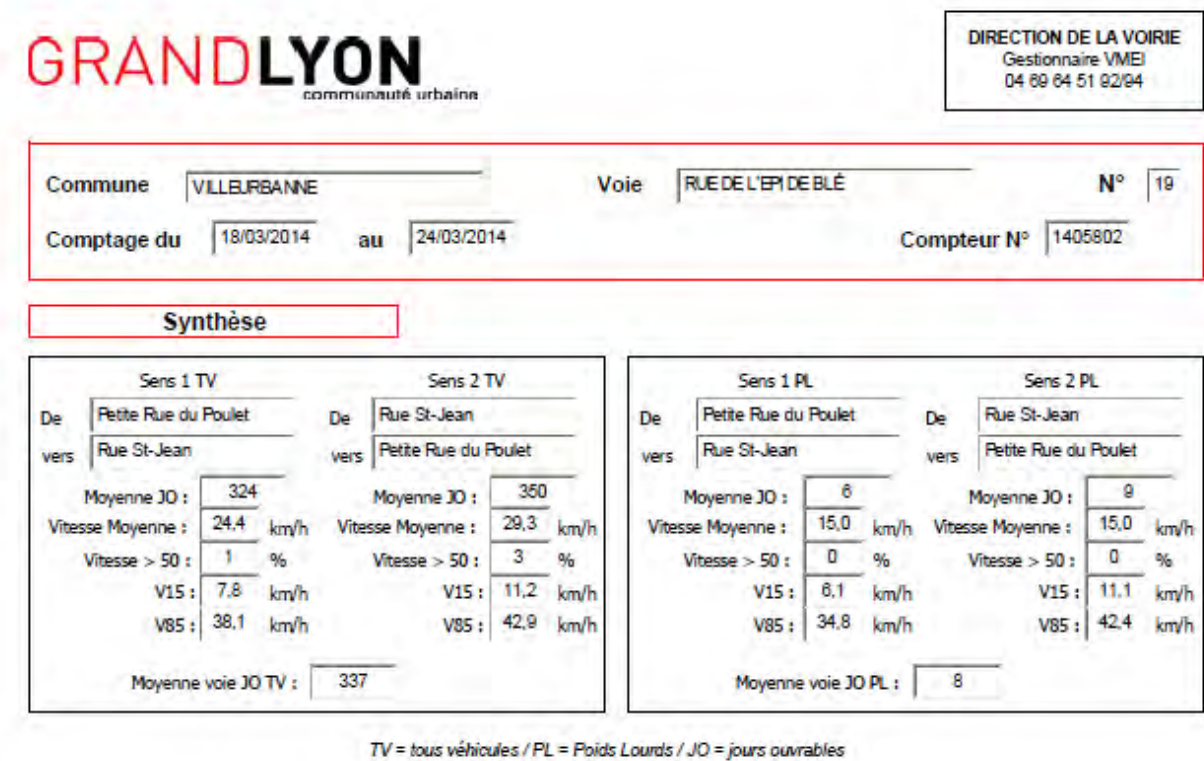 GRANDLYON
communauté urbaine
DIRECTION DE LA VOIRIE
Gestionnaire VMEI
04 69 64 51 92/94
Commune VILLEURBANNE Voie RUE DE L'EPI DE BLÉ N° 19
Comptage du 18/03/2014 au 24/03/2014 Compteur N° 1405802
Synthèse
Sens 1 TV Sens 2 TV Sens 1 PL Sens 2 PL
De Petite Rue du Poulet De Rue St-Jean De Petite Rue du Poulet De Rue St-Jean
vers Rue St-Jean vers Petite Rue du Poulet vers Rue St-Jean vers Petite Rue du Poulet
Moyenne JO : 324 Moyenne JO : 350 Moyenne JO : 6 Moyenne JO : 9
Vitesse Moyenne : 24,4 km/h Vitesse Moyenne : 29,3 km/h Vitesse Moyenne : 15,0 km/h Vitesse Moyenne : 15,0 km/h
Vitesse > 50 : 1 % Vitesse > 50 : 3 % Vitesse > 50 : 0 % Vitesse > 50 : 0 %
V15 : 7,8 km/h V15 : 11,2 km/h V15 : 6,1 km/h V15 : 11,1 km/h
V85 : 38,1 km/h V85 : 42,9 km/h V85 : 34,8 km/h V85 : 42,4 km/h
Moyenne voie JO TV : 337 Moyenne voie JO PL : 8
TV = tous véhicules / PL = Poids Lourds / JO = jours ouvrables